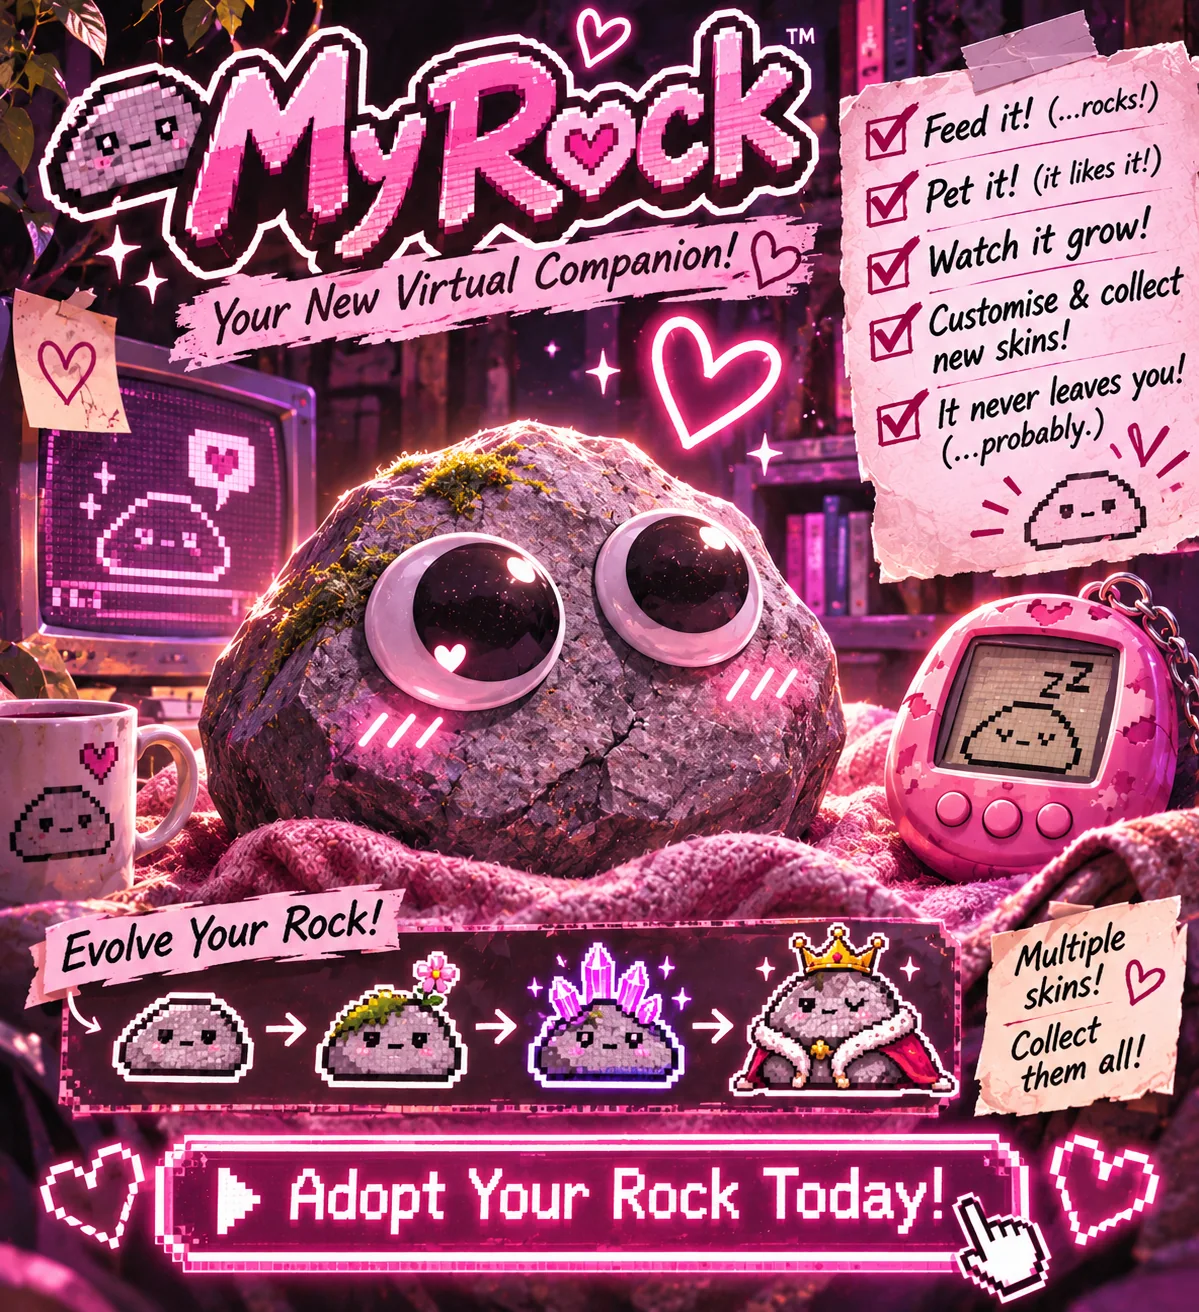 MyRock™
Your New Virtual Companion!
Feed it! (...rocks!)
Pet it! (it likes it!)
Watch it grow!
Customise & collect
new skins!
It never leaves you!
(...probably.)
z z
Evolve Your Rock!
Multiple
skins!
Collect
them all!
Adopt Your Rock Today!